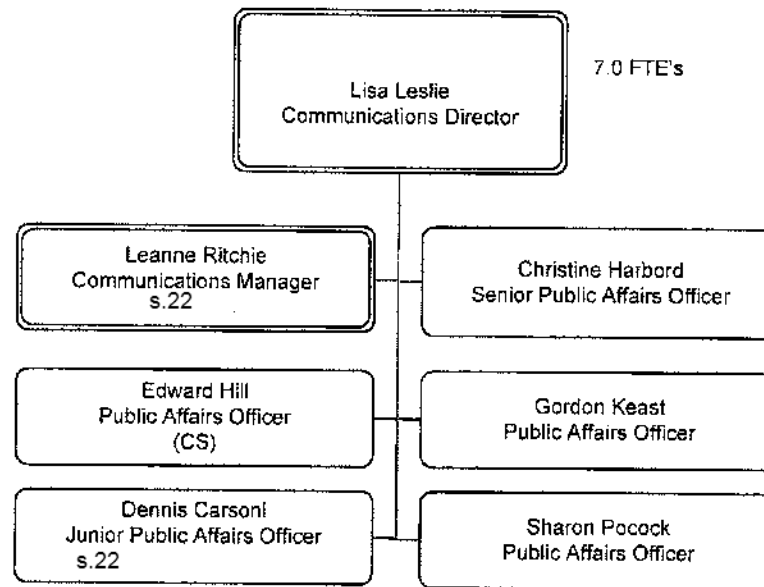 Lisa Leslie
Communications Director
7.0 FTE's
Leanne Ritchie
Communications Manager
s.22
Christine Harbord
Senior Public Affairs Officer
Edward Hill
Public Affairs Officer
(CS)
Gordon Keast
Public Affairs Officer
Dennis Carsonl
Junior Public Affairs Officer
s.22
Sharon Pocock
Public Affairs Officer